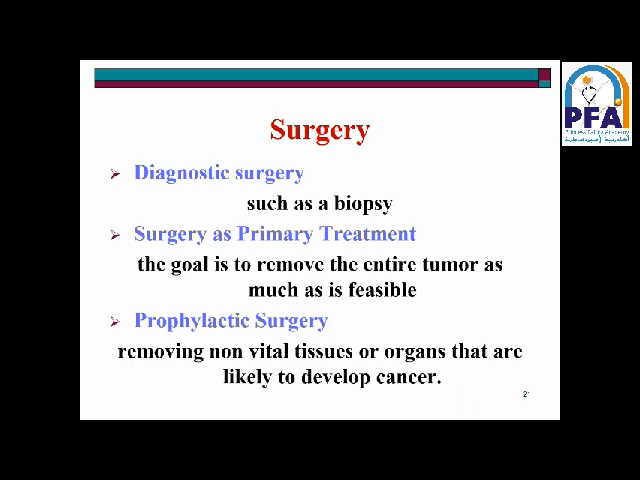 Surgery
Diagnostic surgery
such as a biopsy
Surgery as Primary Treatment
the goal is to remove the entire tumor as
much as is feasible
Prophylactic Surgery
removing non vital tissues or organs that are
likely to develop cancer.
21
PFA
Academy